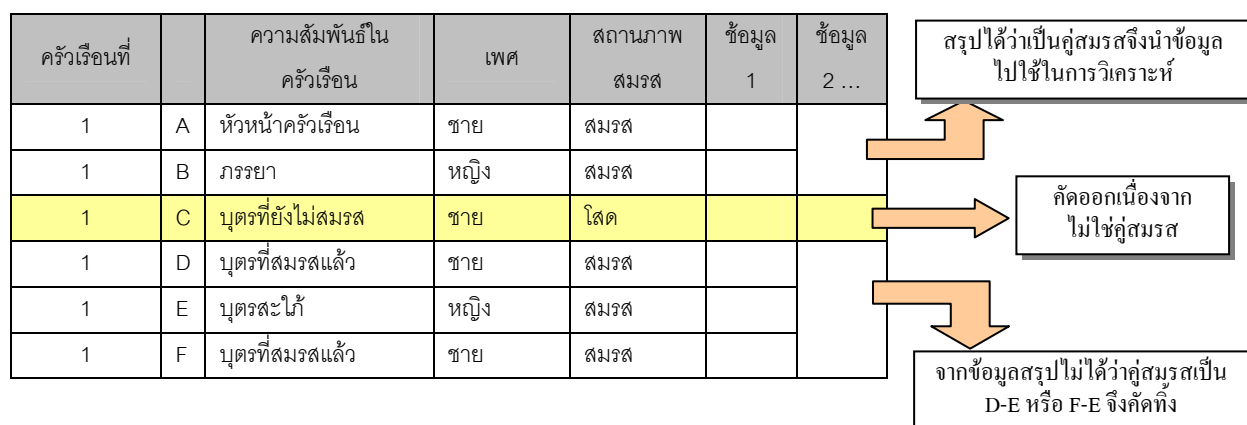 ครัวเรือนที่ ความสัมพันธ์ใน ครัวเรือน เพศ สถานภาพ สมรส ข้อมูล 1 ข้อมูล 2 ...
1 A หัวหน้าครัวเรือน ชาย สมรส
1 B ภรรยา หญิง สมรส
1 C บุตรที่ยังไม่สมรส ชาย โสด
1 D บุตรที่สมรสแล้ว ชาย สมรส
1 E บุตรสะใภ้ หญิง สมรส
1 F บุตรที่สมรสแล้ว ชาย สมรส
สรุปได้ว่าเป็นคู่สมรสจึงนำข้อมูล
ไปใช้ในการวิเคราะห์
คัดออกเนื่องจาก
ไม่ใช่คู่สมรส
จากข้อมูลสรุปไม่ได้ว่าคู่สมรสเป็น
D-E หรือ F-E จึงคัดทิ้ง